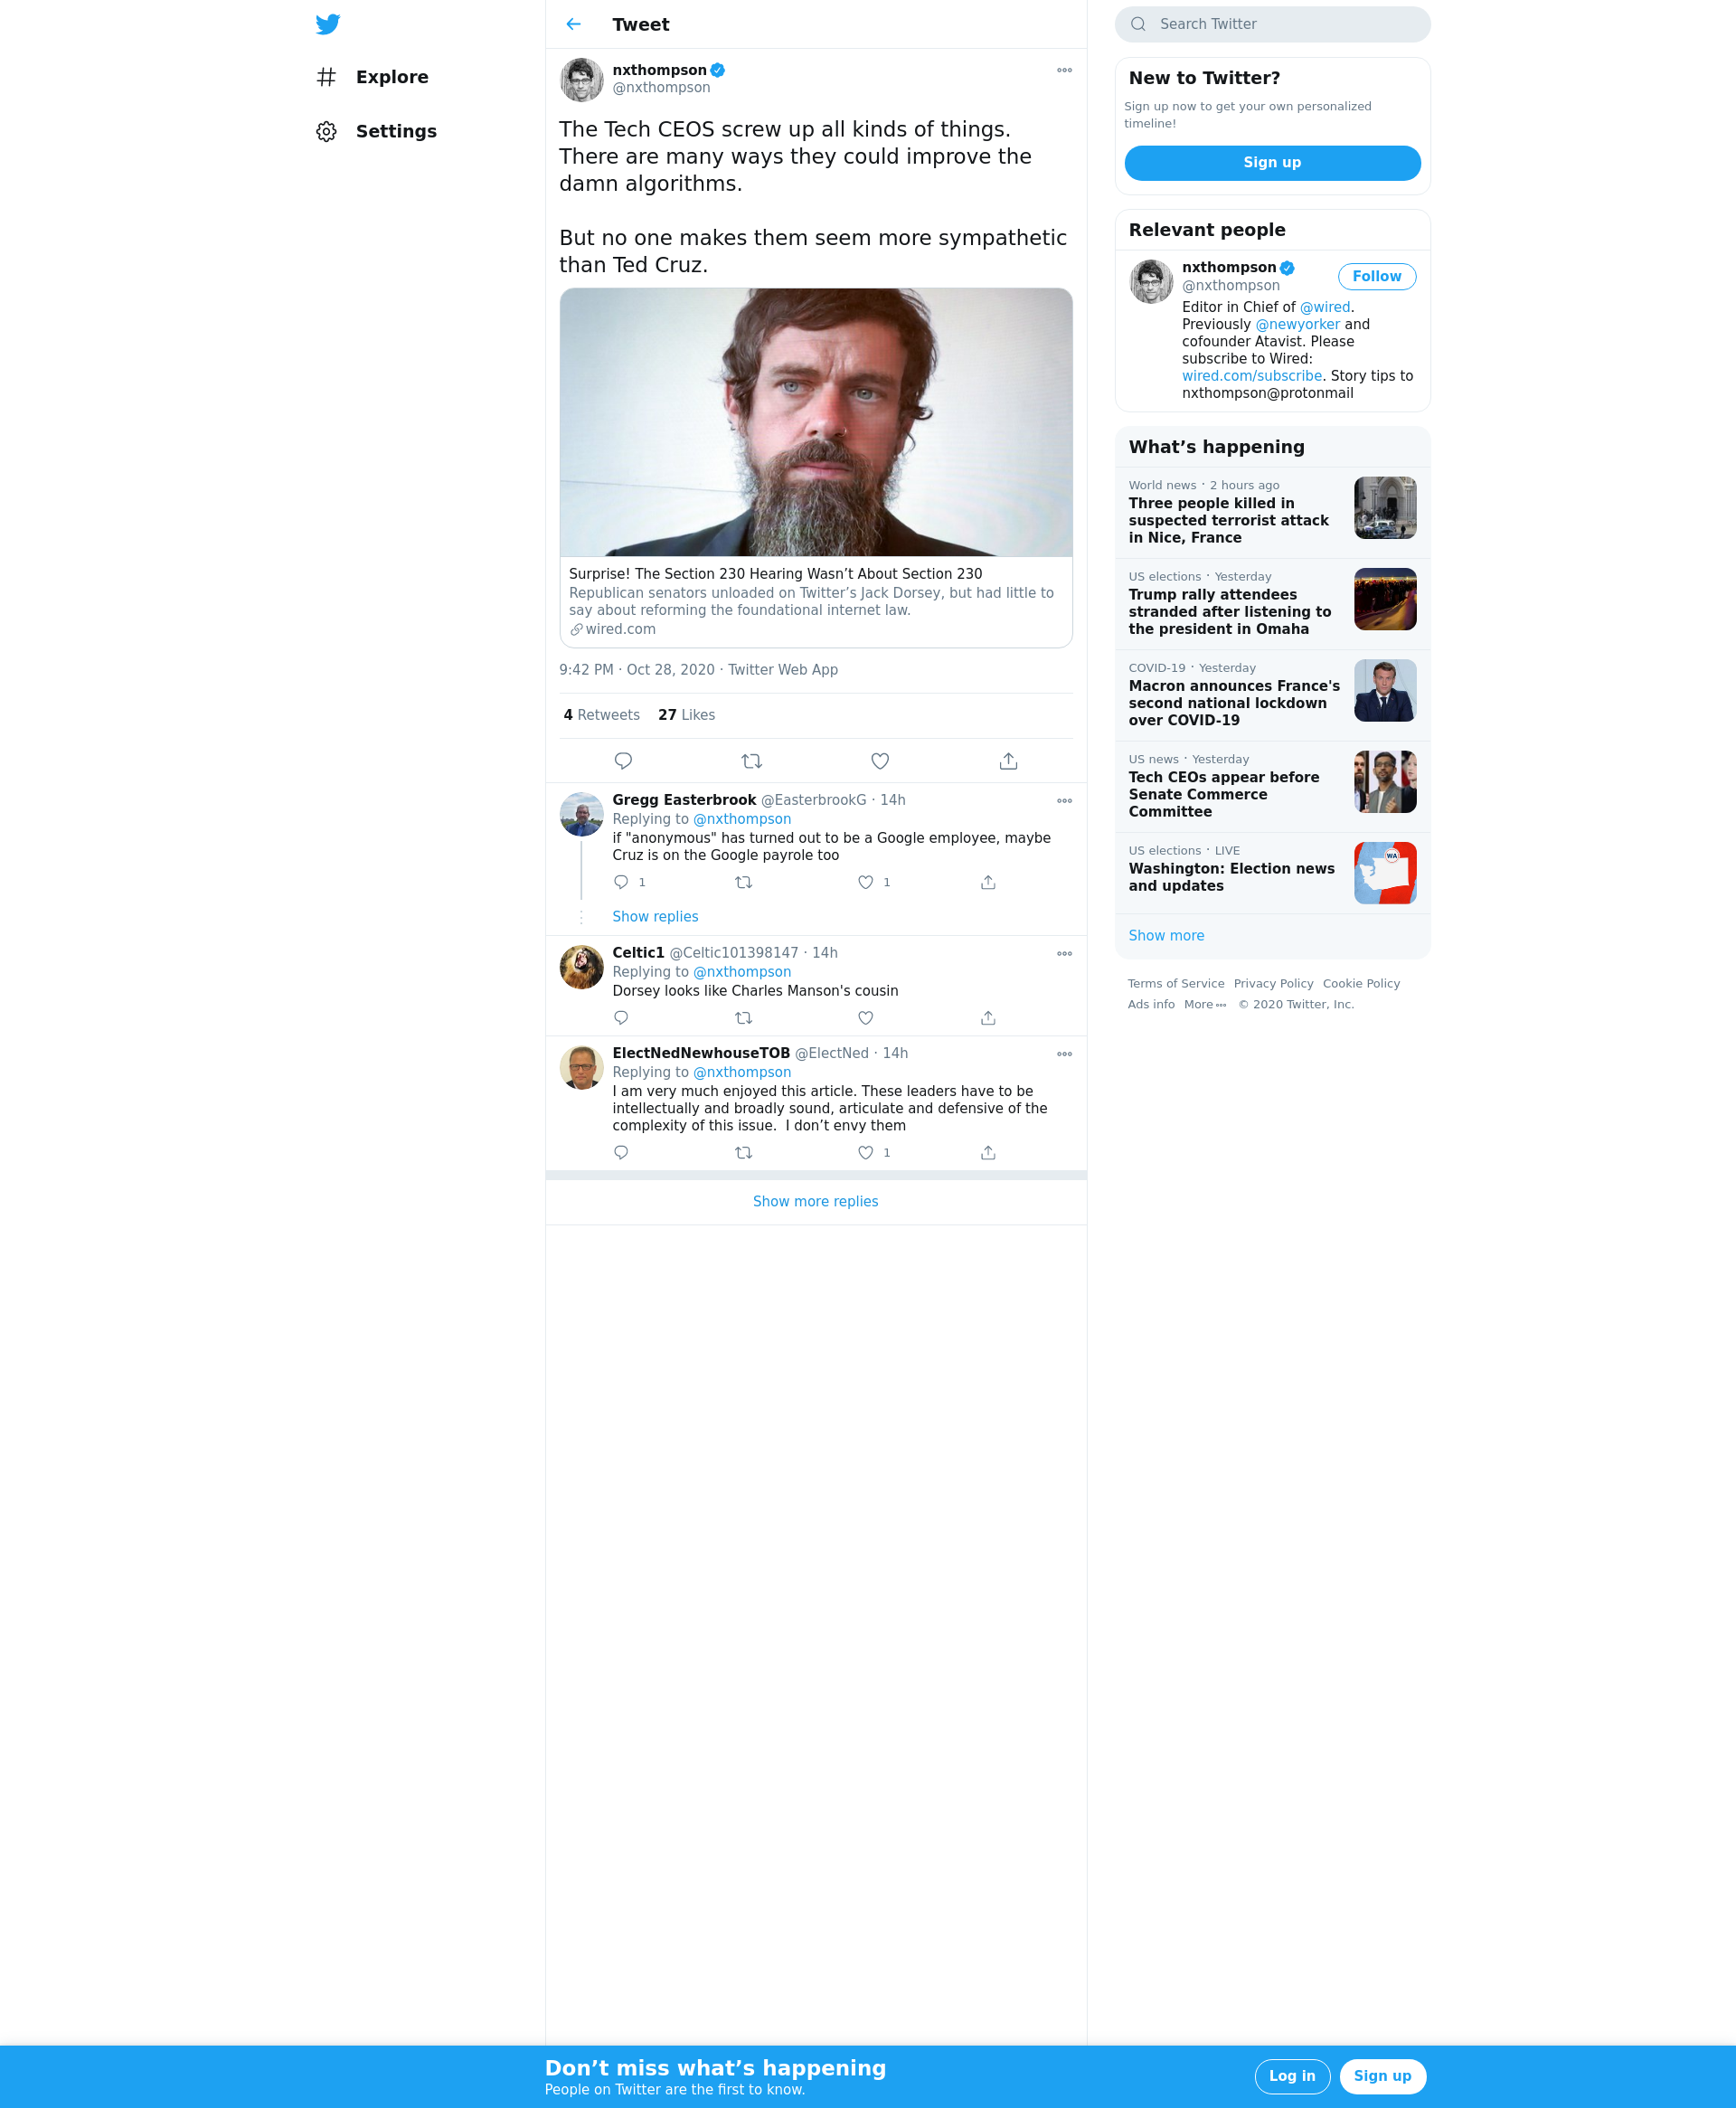 Explore
Settings
Tweet
nxthompson
@nxthompson
The Tech CEOS screw up all kinds of things.
There are many ways they could improve the
damn algorithms.
But no one makes them seem more sympathetic
than Ted Cruz.
Surprise! The Section 230 Hearing Wasn’t About Section 230
Republican senators unloaded on Twitter’s Jack Dorsey, but had little to
say about reforming the foundational internet law.
wired.com
9:42 PM · Oct 28, 2020 · Twitter Web App
4 Retweets 27 Likes
Gregg Easterbrook @EasterbrookG · 14h
Replying to @nxthompson
if "anonymous" has turned out to be a Google employee, maybe
Cruz is on the Google payrole too
1 1
Show replies
Celtic1 @Celtic101398147 · 14h
Replying to @nxthompson
Dorsey looks like Charles Manson's cousin
ElectNedNewhouseTOB @ElectNed · 14h
Replying to @nxthompson
I am very much enjoyed this article. These leaders have to be
intellectually and broadly sound, articulate and defensive of the
complexity of this issue.  I don’t envy them
1
Show more replies
Search Twitter
New to Twitter?
Sign up now to get your own personalized
timeline!
Sign up
Relevant people
nxthompson
Follow
@nxthompson
Editor in Chief of @wired.
Previously @newyorker and
cofounder Atavist. Please
subscribe to Wired:
wired.com/subscribe. Story tips to
nxthompson@protonmail
What’s happening
World news · 2 hours ago
Three people killed in
suspected terrorist attack
in Nice, France
US elections · Yesterday
Trump rally attendees
stranded after listening to
the president in Omaha
COVID-19 · Yesterday
Macron announces France's
second national lockdown
over COVID-19
US news · Yesterday
Tech CEOs appear before
Senate Commerce
Committee
US elections · LIVE
Washington: Election news
and updates
WA
Show more
Terms of Service Privacy Policy Cookie Policy
Ads info More © 2020 Twitter, Inc.
Don’t miss what’s happening
People on Twitter are the first to know.
Log in
Sign up